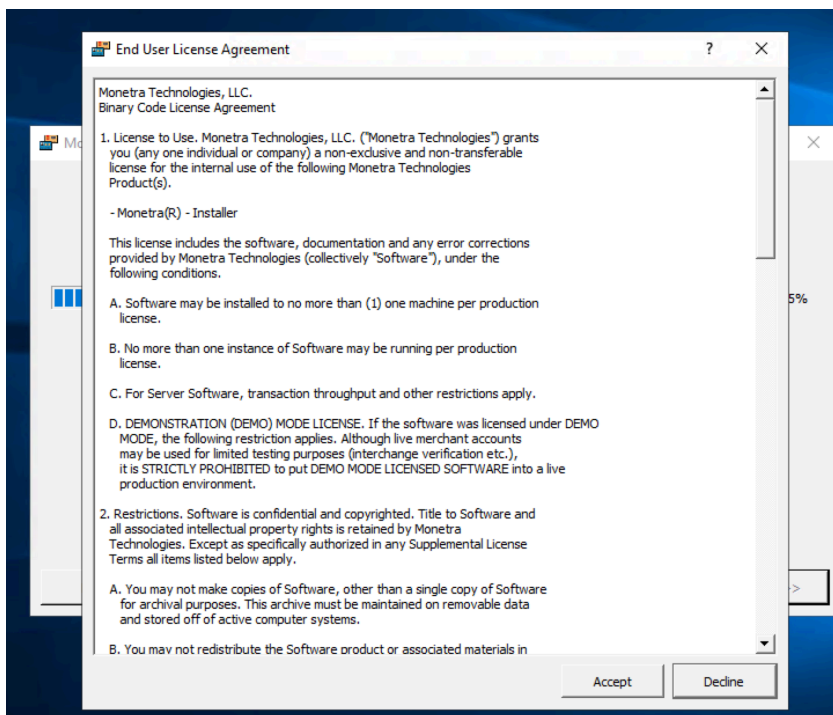 End User License Agreement
?
Monetra Technologies, LLC.
Binary Code License Agreement
1. License to Use. Monetra Technologies, LLC. ("Monetra Technologies") grants
you (any one individual or company) a non-exclusive and non-transferable
license for the internal use of the following Monetra Technologies
Product(s).
- Monetra(R) - Installer
This license includes the software, documentation and any error corrections
provided by Monetra Technologies (collectively "Software"), under the
following conditions.
A. Software may be installed to no more than (1) one machine per production
license.
B. No more than one instance of Software may be running per production
license.
C. For Server Software, transaction throughput and other restrictions apply.
D. DEMONSTRATION (DEMO) MODE LICENSE. If the software was licensed under DEMO
MODE, the following restriction applies. Although live merchant accounts
may be used for limited testing purposes (interchange verification etc.),
it is STRICTLY PROHIBITED to put DEMO MODE LICENSED SOFTWARE into a live
production environment.
2. Restrictions. Software is confidential and copyrighted. Title to Software and
all associated intellectual property rights is retained by Monetra
Technologies. Except as specifically authorized in any Supplemental License
Terms all items listed below apply.
A. You may not make copies of Software, other than a single copy of Software
for archival purposes. This archive must be maintained on removable data
and stored off of active computer systems.
B. You may not redistribute the Software product or associated materials in
Accept
Decline
Mo
5%
>